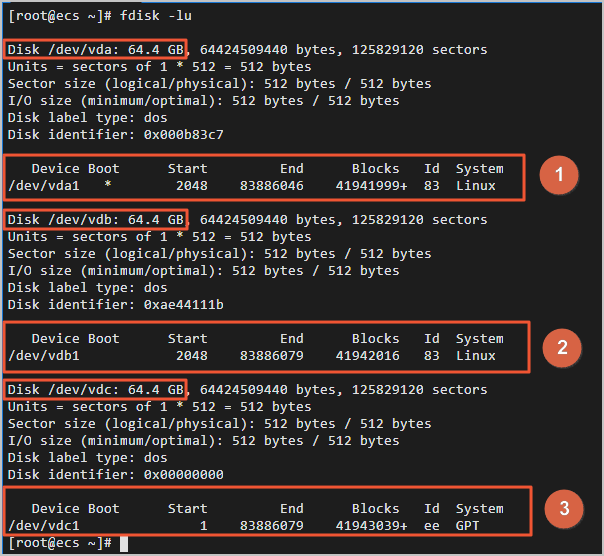 [root@ecs ~]# fdisk -lu
Disk /dev/vda: 64.4 GB, 64424509440 bytes, 125829120 sectors
Units = sectors of 1 * 512 = 512 bytes
Sector size (logical/physical): 512 bytes / 512 bytes
I/O size (minimum/optimal): 512 bytes / 512 bytes
Disk label type: dos
Disk identifier: 0x000b83c7
Device Boot Start End Blocks Id System
/dev/vda1 * 2048 83886046 41941999+ 83 Linux
1
Disk /dev/vdb: 64.4 GB, 64424509440 bytes, 125829120 sectors
Units = sectors of 1 * 512 = 512 bytes
Sector size (logical/physical): 512 bytes / 512 bytes
I/O size (minimum/optimal): 512 bytes / 512 bytes
Disk label type: dos
Disk identifier: 0xae44111b
Device Boot Start End Blocks Id System
/dev/vdb1 2048 83886079 41942016 83 Linux
2
Disk /dev/vdc: 64.4 GB, 64424509440 bytes, 125829120 sectors
Units = sectors of 1 * 512 = 512 bytes
Sector size (logical/physical): 512 bytes / 512 bytes
I/O size (minimum/optimal): 512 bytes / 512 bytes
Disk label type: dos
Disk identifier: 0x00000000
Device Boot Start End Blocks Id System
/dev/vdc1 1 83886079 41943039+ ee GPT
3
[root@ecs ~]#